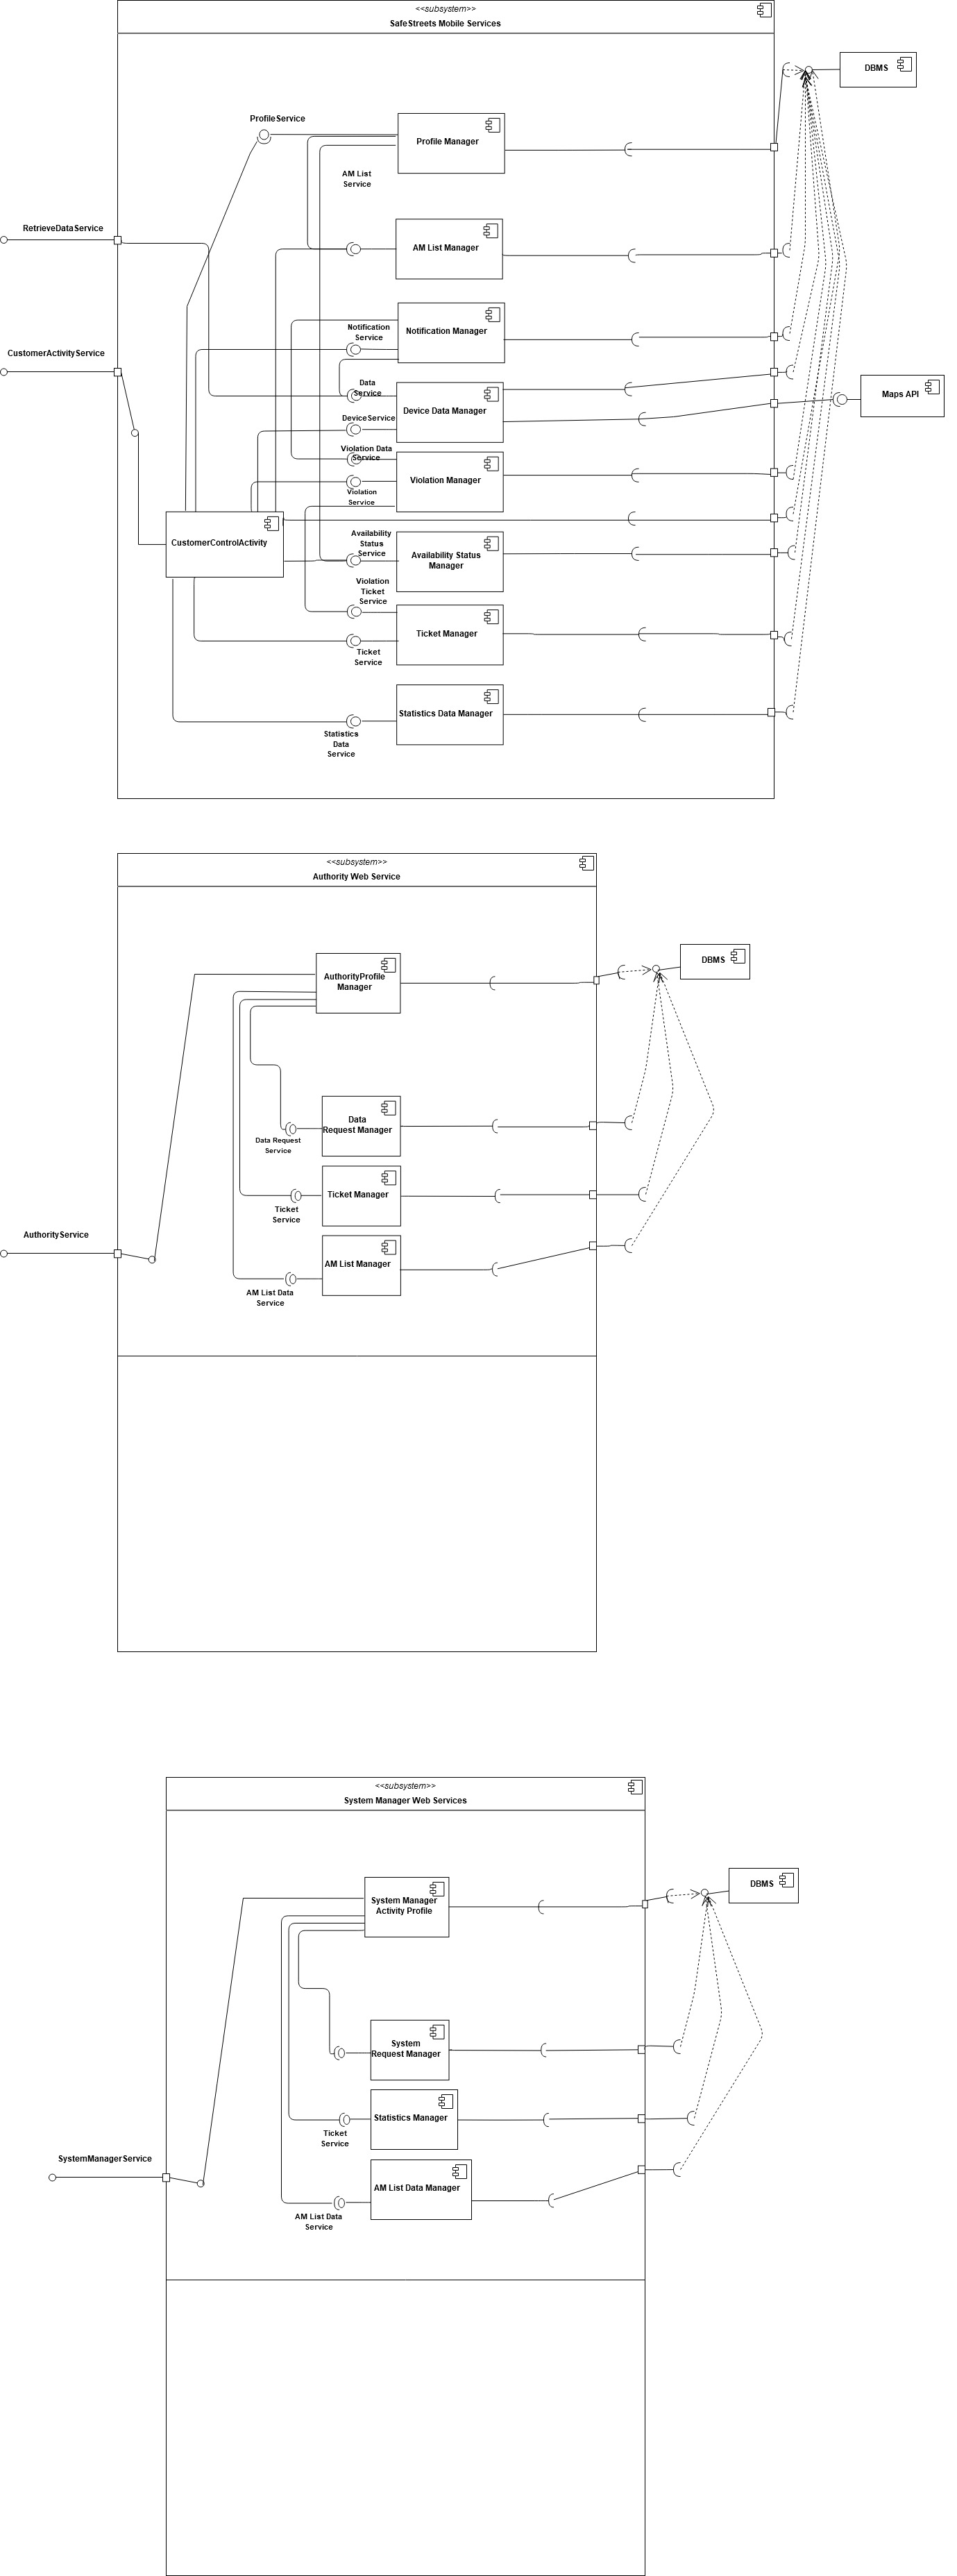 <<subsystem>>
SafeStreets Mobile Services
DBMS
ProfileService
Profile Manager
AM List
Service
RetrieveDataService
AM List Manager
Notification
Service
Notification Manager
CustomerActivityService
Data
Service
Device Data Manager
Maps API
DeviceService
Violation Data
Service
Violation Manager
Violation
Service
CustomerControlActivity
Availability
Status
Service
Availability Status
Manager
Violation
Ticket
Service
Ticket Manager
Ticket
Service
Statistics Data Manager
Statistics
Data
Service
<<subsystem>>
Authority Web Service
DBMS
AuthorityProfile
Manager
Data
Request Manager
Data Request
Service
Ticket Manager
Ticket
Service
AuthorityService
AM List Manager
AM List Data
Service
<<subsystem>>
System Manager Web Services
DBMS
System Manager
Activity Profile
System
Request Manager
Statistics Manager
Ticket
Service
SystemManagerService
AM List Data Manager
AM List Data
Service